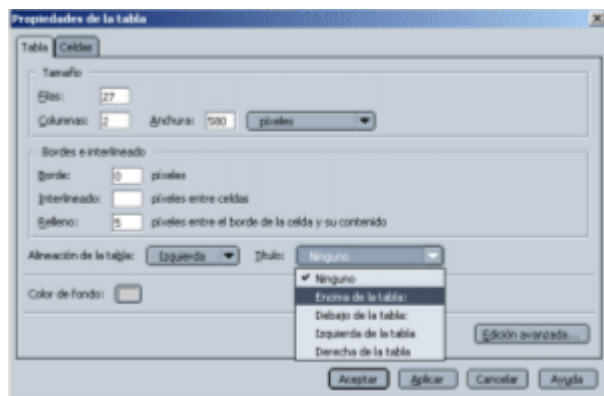 Propiedades de la tabla
Tabla Celdas
Tamaño
Filas: 27
Columnas: 2 Anchura: 500 píxeles
Bordes e interlineado
Borde: 0 píxeles
Interlineado: píxeles entre celdas
Relleno: 5 píxeles entre el borde de la celda y su contenido
Alineación de la tabla: Izquierda Título: Ninguno
Ninguno
Color de fondo: Encima de la tabla:
Debajo de la tabla:
Izquierda de la tabla
Derecha de la tabla
Edición avanzada...
Aceptar Aplicar Cancelar Ayuda